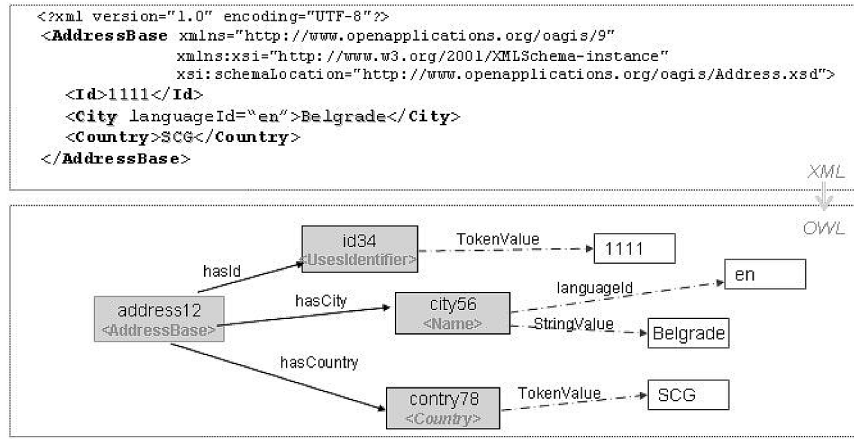 <?xml version="1.0" encoding="UTF-8"?>
<AddressBase xmlns="http://www.openapplications.org/oagis/9"
xmlns:xsi="http://www.w3.org/2001/XMLSchema-instance"
xsi:schemaLocation="http://www.openapplications.org/oagis/Address.xsd">
<Id>1111</Id>
<City languageId="en">Belgrade</City>
<Country>SCG</Country>
</AddressBase>
XML
OWL
id34
<UsesIdentifier>
TokenValue
1111
hasId
en
languageId
address12
<AddressBase>
hasCity
city56
<Name>
StringValue
Belgrade
hasCountry
contry78
<Country>
TokenValue
SCG